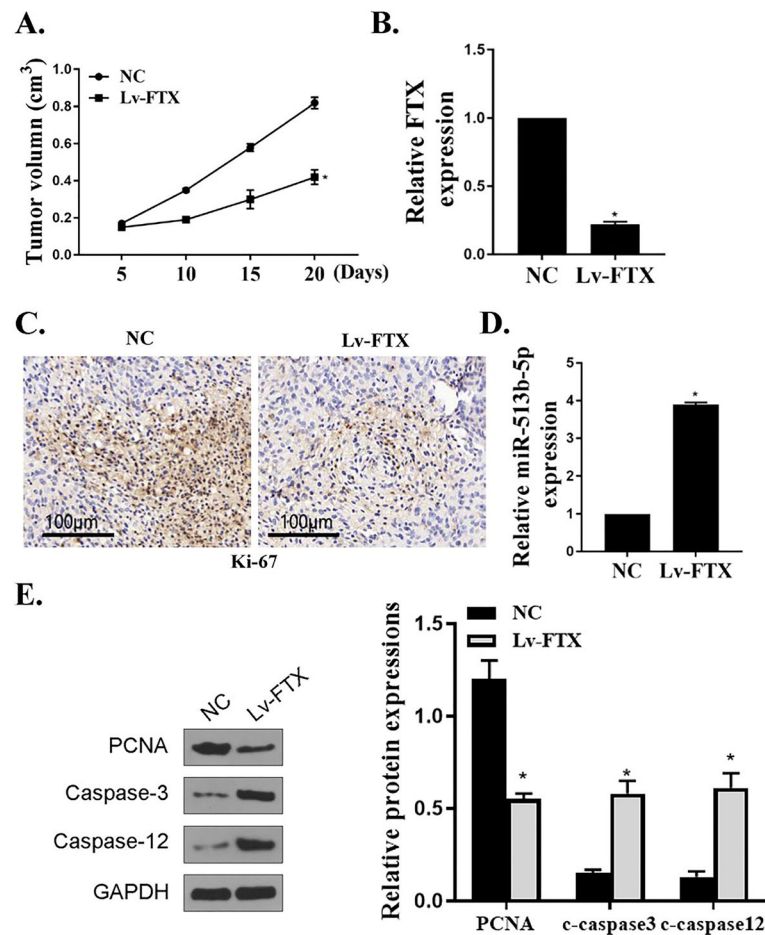 A.
Tumor volumn (cm3)
1.0
0.8
0.6
0.4
0.2
0.0
NC
Lv-FTX
*
5 10 15 20 (Days)
B.
Relative FTX
expression
1.5
1.0
0.5
0.0
*
NC Lv-FTX
C.
NC Lv-FTX
100μm 100μm
Ki-67
D.
Relative miR-513b-5p
expression
5
4
3
2
1
0
*
NC Lv-FTX
E.
NC Lv-FTX
PCNA
Caspase-3
Caspase-12
GAPDH
NC
Lv-FTX
Relative protein expressions
1.5
1.0
0.5
0.0
* * *
PCNA c-caspase3 c-caspase12